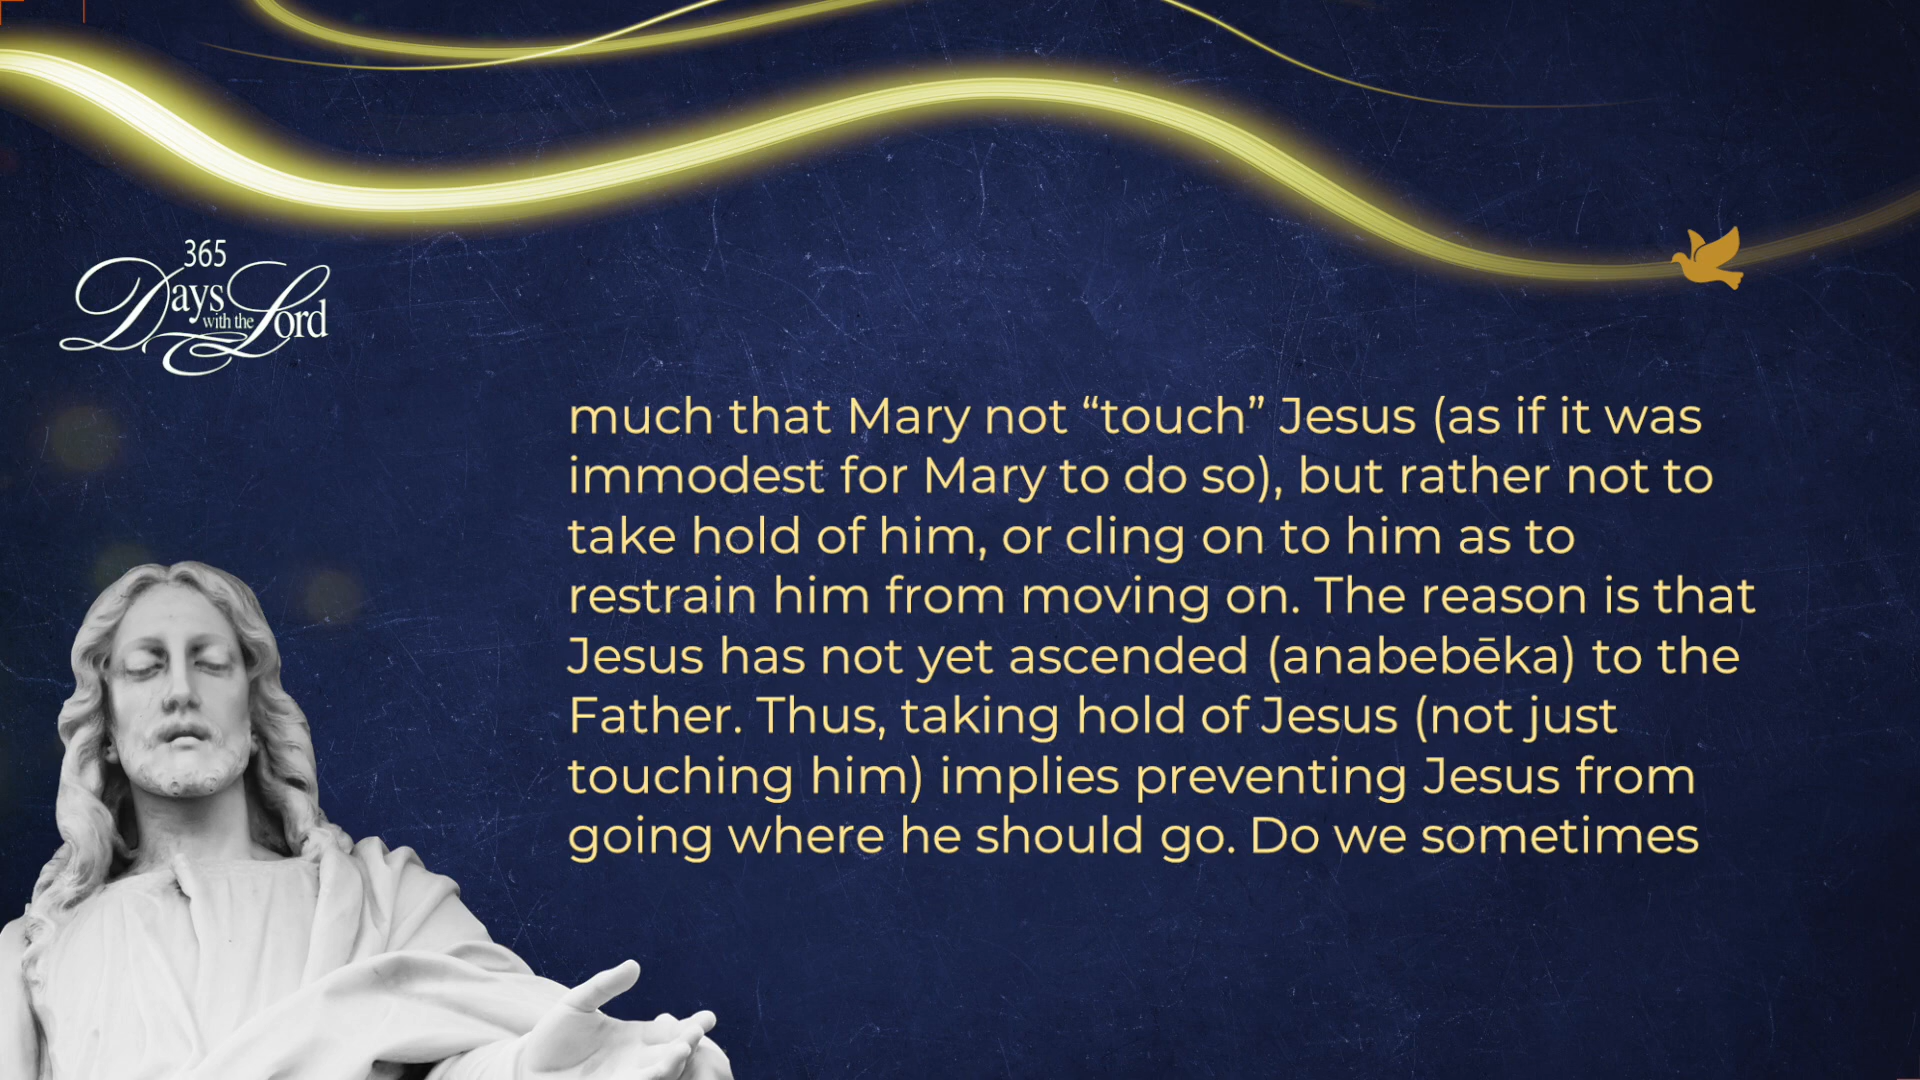 365
Days
with the
Lord
much that Mary not “touch” Jesus (as if it was
immodest for Mary to do so), but rather not to
take hold of him, or cling on to him as to
restrain him from moving on. The reason is that
Jesus has not yet ascended (anabebēka) to the
Father. Thus, taking hold of Jesus (not just
touching him) implies preventing Jesus from
going where he should go. Do we sometimes